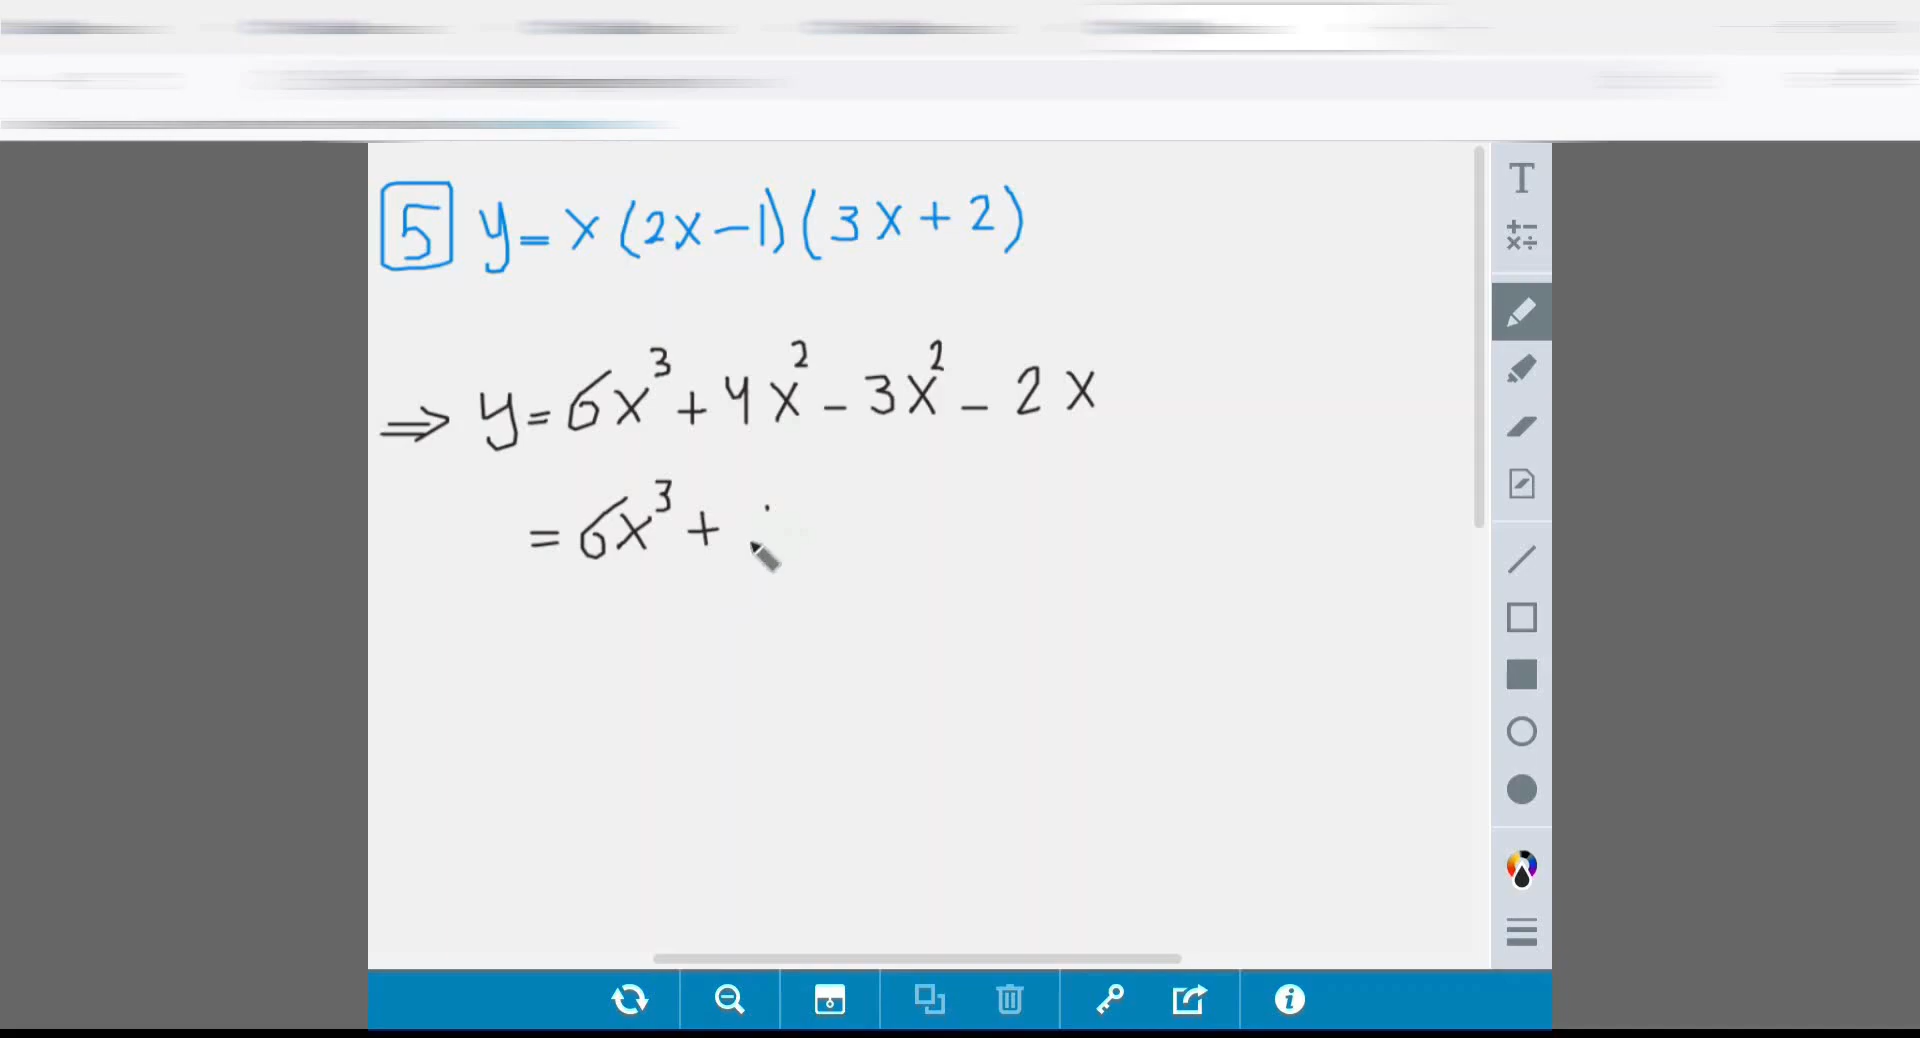 5 y = x (2x - 1) (3x + 2)
⇒ y = 6x³ + 4x² - 3x² - 2x
= 6x³ +
T